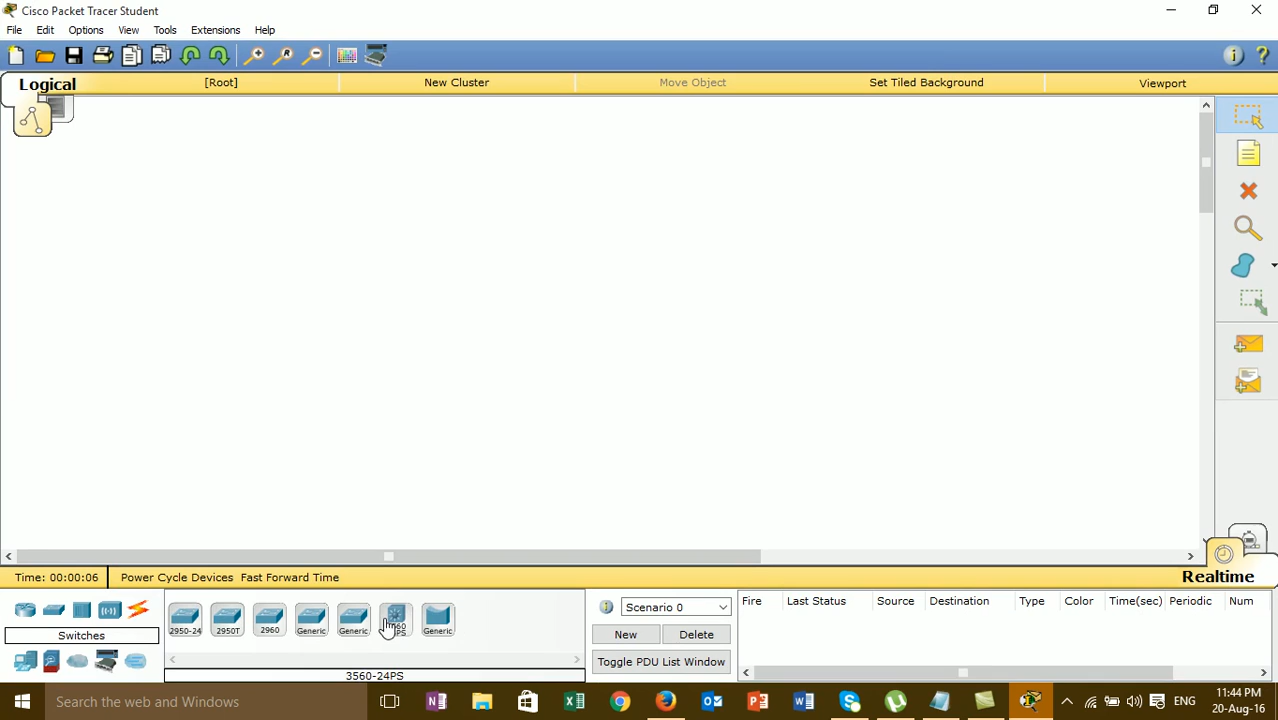 Cisco Packet Tracer Student
File Edit Options View Tools Extensions Help
Logical [Root] New Cluster Move Object Set Tiled Background Viewport
Time: 00:00:06 Power Cycle Devices Fast Forward Time
Realtime
Switches
2950-24 2950T 2960 Generic Generic Generic
3560-24PS
Scenario 0
New Delete
Toggle PDU List Window
Fire Last Status Source Destination Type Color Time(sec) Periodic Num
Search the web and Windows
ENG
11:44 PM
20-Aug-16